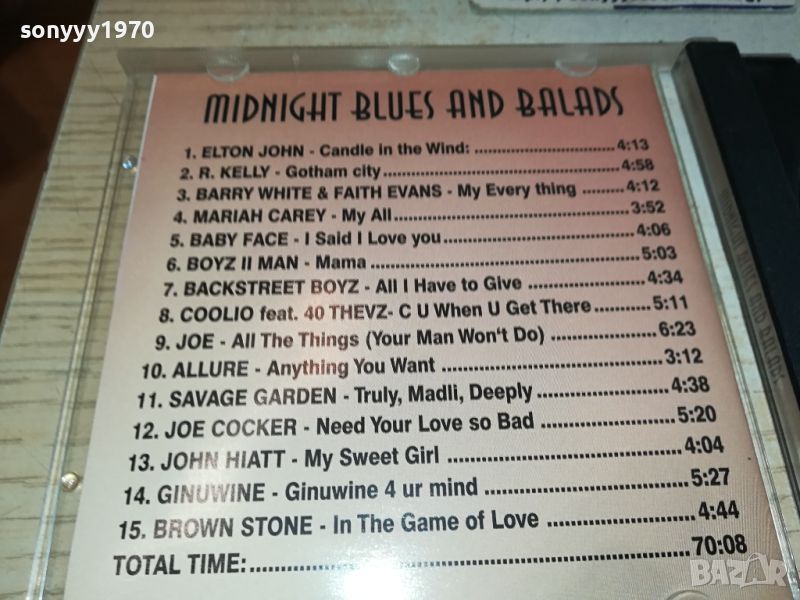 sonyyy1970
MIDNIGHT BLUES AND BALADS
1. ELTON JOHN - Candle in the Wind: ........................................4:13
2. R. KELLY - Gotham city............................................................4:58
3. BARRY WHITE & FAITH EVANS - My Every thing ...........4:12
4. MARIAH CAREY - My All.........................................................3:52
5. BABY FACE - I Said I Love you..............................................4:06
6. BOYZ II MAN - Mama ..............................................................5:03
7. BACKSTREET BOYZ - All I Have to Give ...........................4:34
8. COOLIO feat. 40 THEVZ- C U When U Get There.............5:11
9. JOE - All The Things (Your Man Won't Do) .......................6:23
10. ALLURE - Anything You Want ..............................................3:12
11. SAVAGE GARDEN - Truly, Madli, Deeply..........................4:38
12. JOE COCKER - Need Your Love so Bad ...........................5:20
13. JOHN HIATT - My Sweet Girl ..............................................4:04
14. GINUWINE - Ginuwine 4 ur mind .......................................5:27
15. BROWN STONE - In The Game of Love ............................4:44
TOTAL TIME:................................................................................70:08
MIDNIGHT BLUES AND BALADS
BAZAR